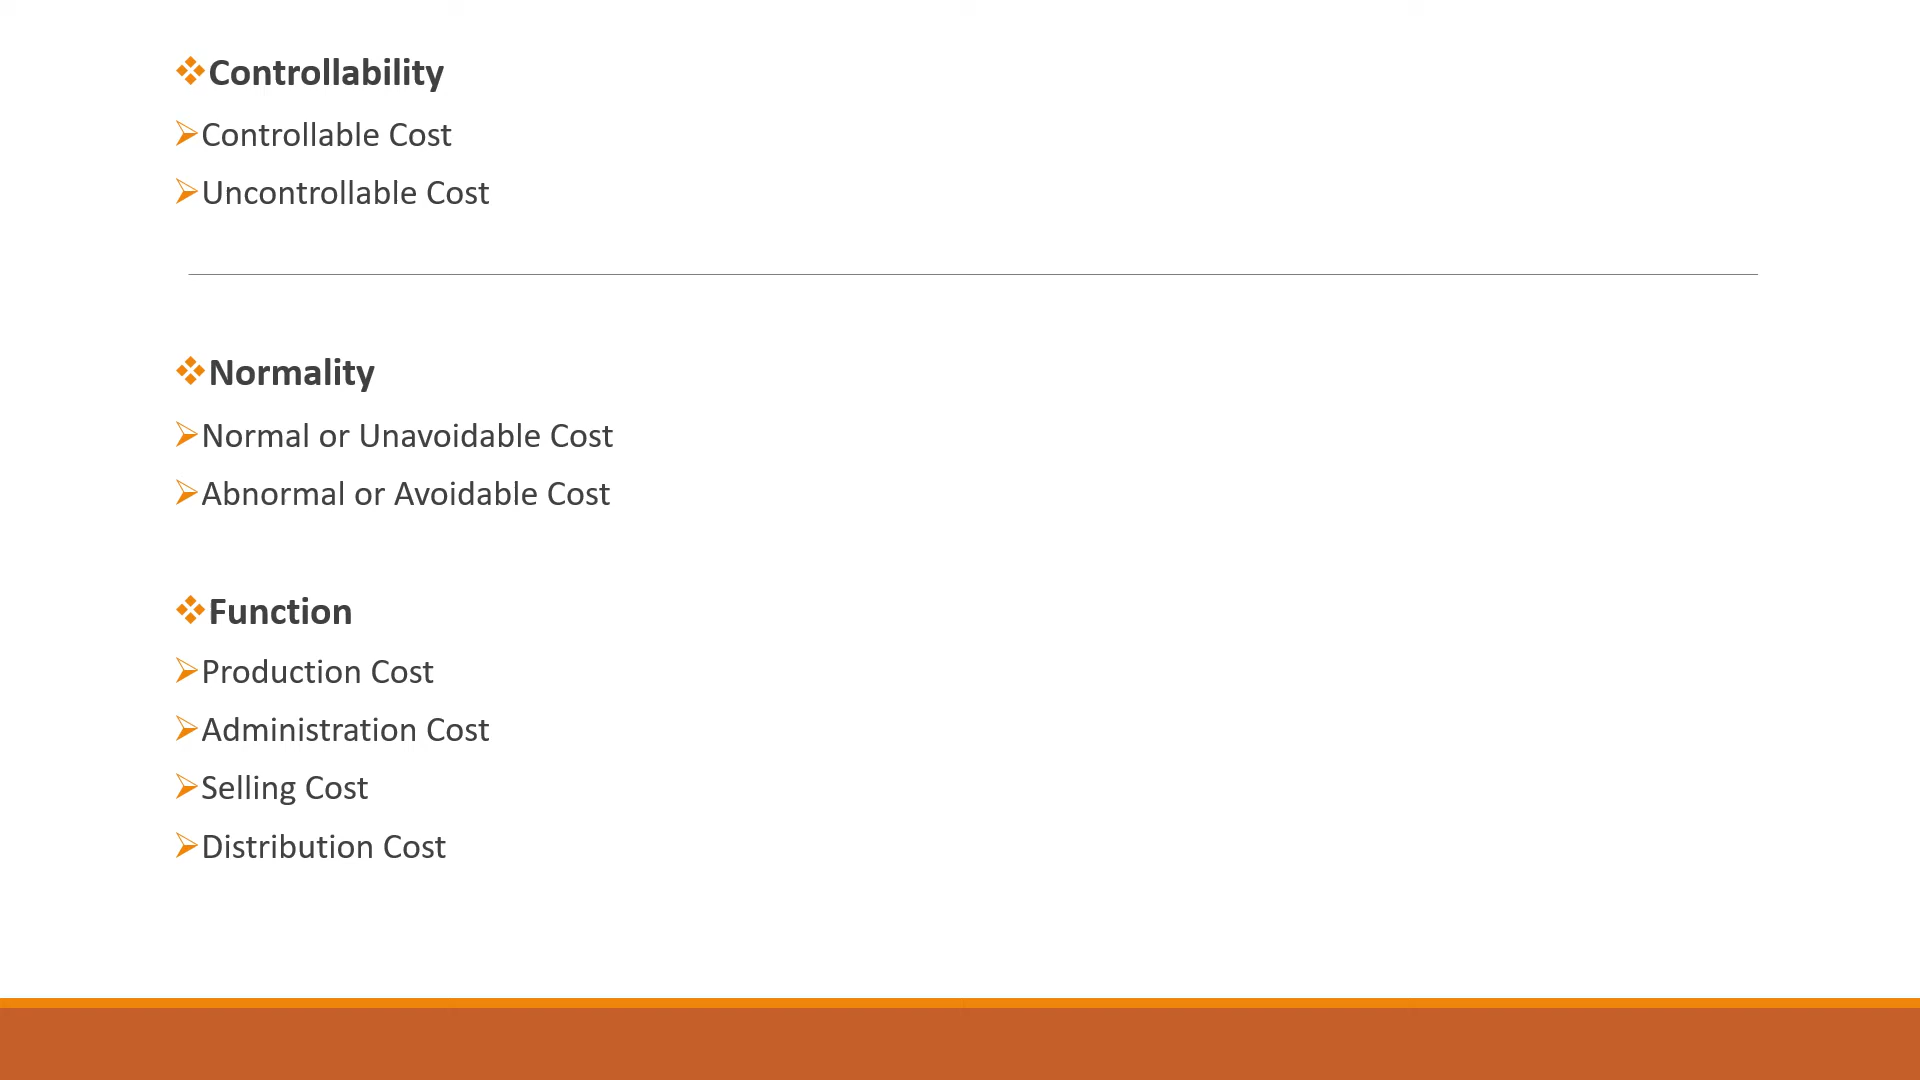 ❖Controllability
➢Controllable Cost
➢Uncontrollable Cost
❖Normality
➢Normal or Unavoidable Cost
➢Abnormal or Avoidable Cost
❖Function
➢Production Cost
➢Administration Cost
➢Selling Cost
➢Distribution Cost